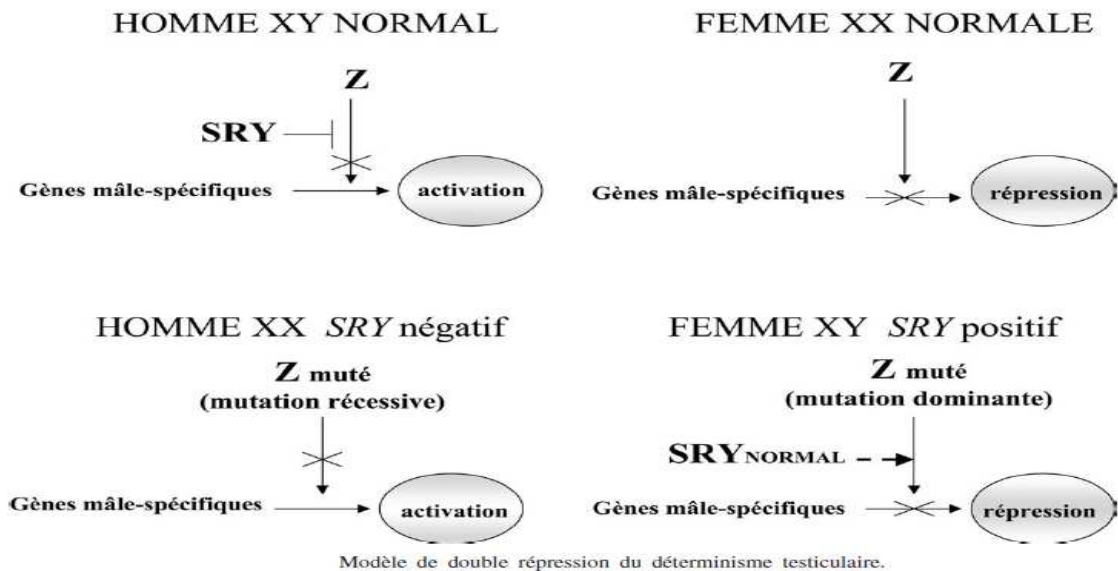 HOMME XY NORMAL
Z
SRY
Gènes mâle-spécifiques
activation
FEMME XX NORMALE
Z
Gènes mâle-spécifiques
répression
HOMME XX SRY négatif
Z muté
(mutation récessive)
Gènes mâle-spécifiques
activation
FEMME XY SRY positif
Z muté
(mutation dominante)
SRY NORMAL
Gènes mâle-spécifiques
répression
Modèle de double répression du déterminisme testiculaire.